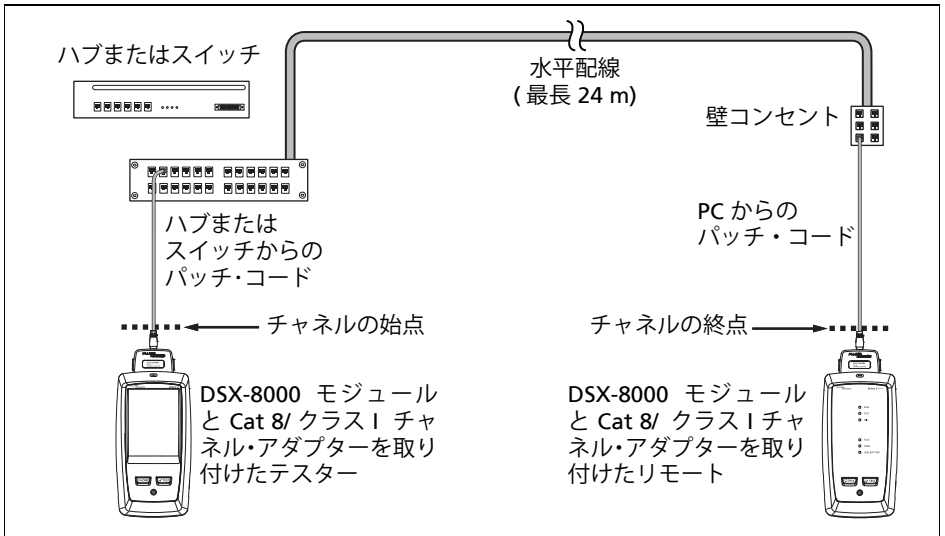 ハブまたはスイッチ
水平配線
( 最長 24 m)
壁コンセント
ハブまたは
スイッチからの
パッチ・コード
PC からの
パッチ・コード
チャネルの始点
チャネルの終点
DSX-8000 モジュール
と Cat 8/ クラス I チャ
ネル・アダプターを取り
付けたテスター
DSX-8000 モジュール
と Cat 8/ クラス I チャ
ネル・アダプターを取り
付けたリモート